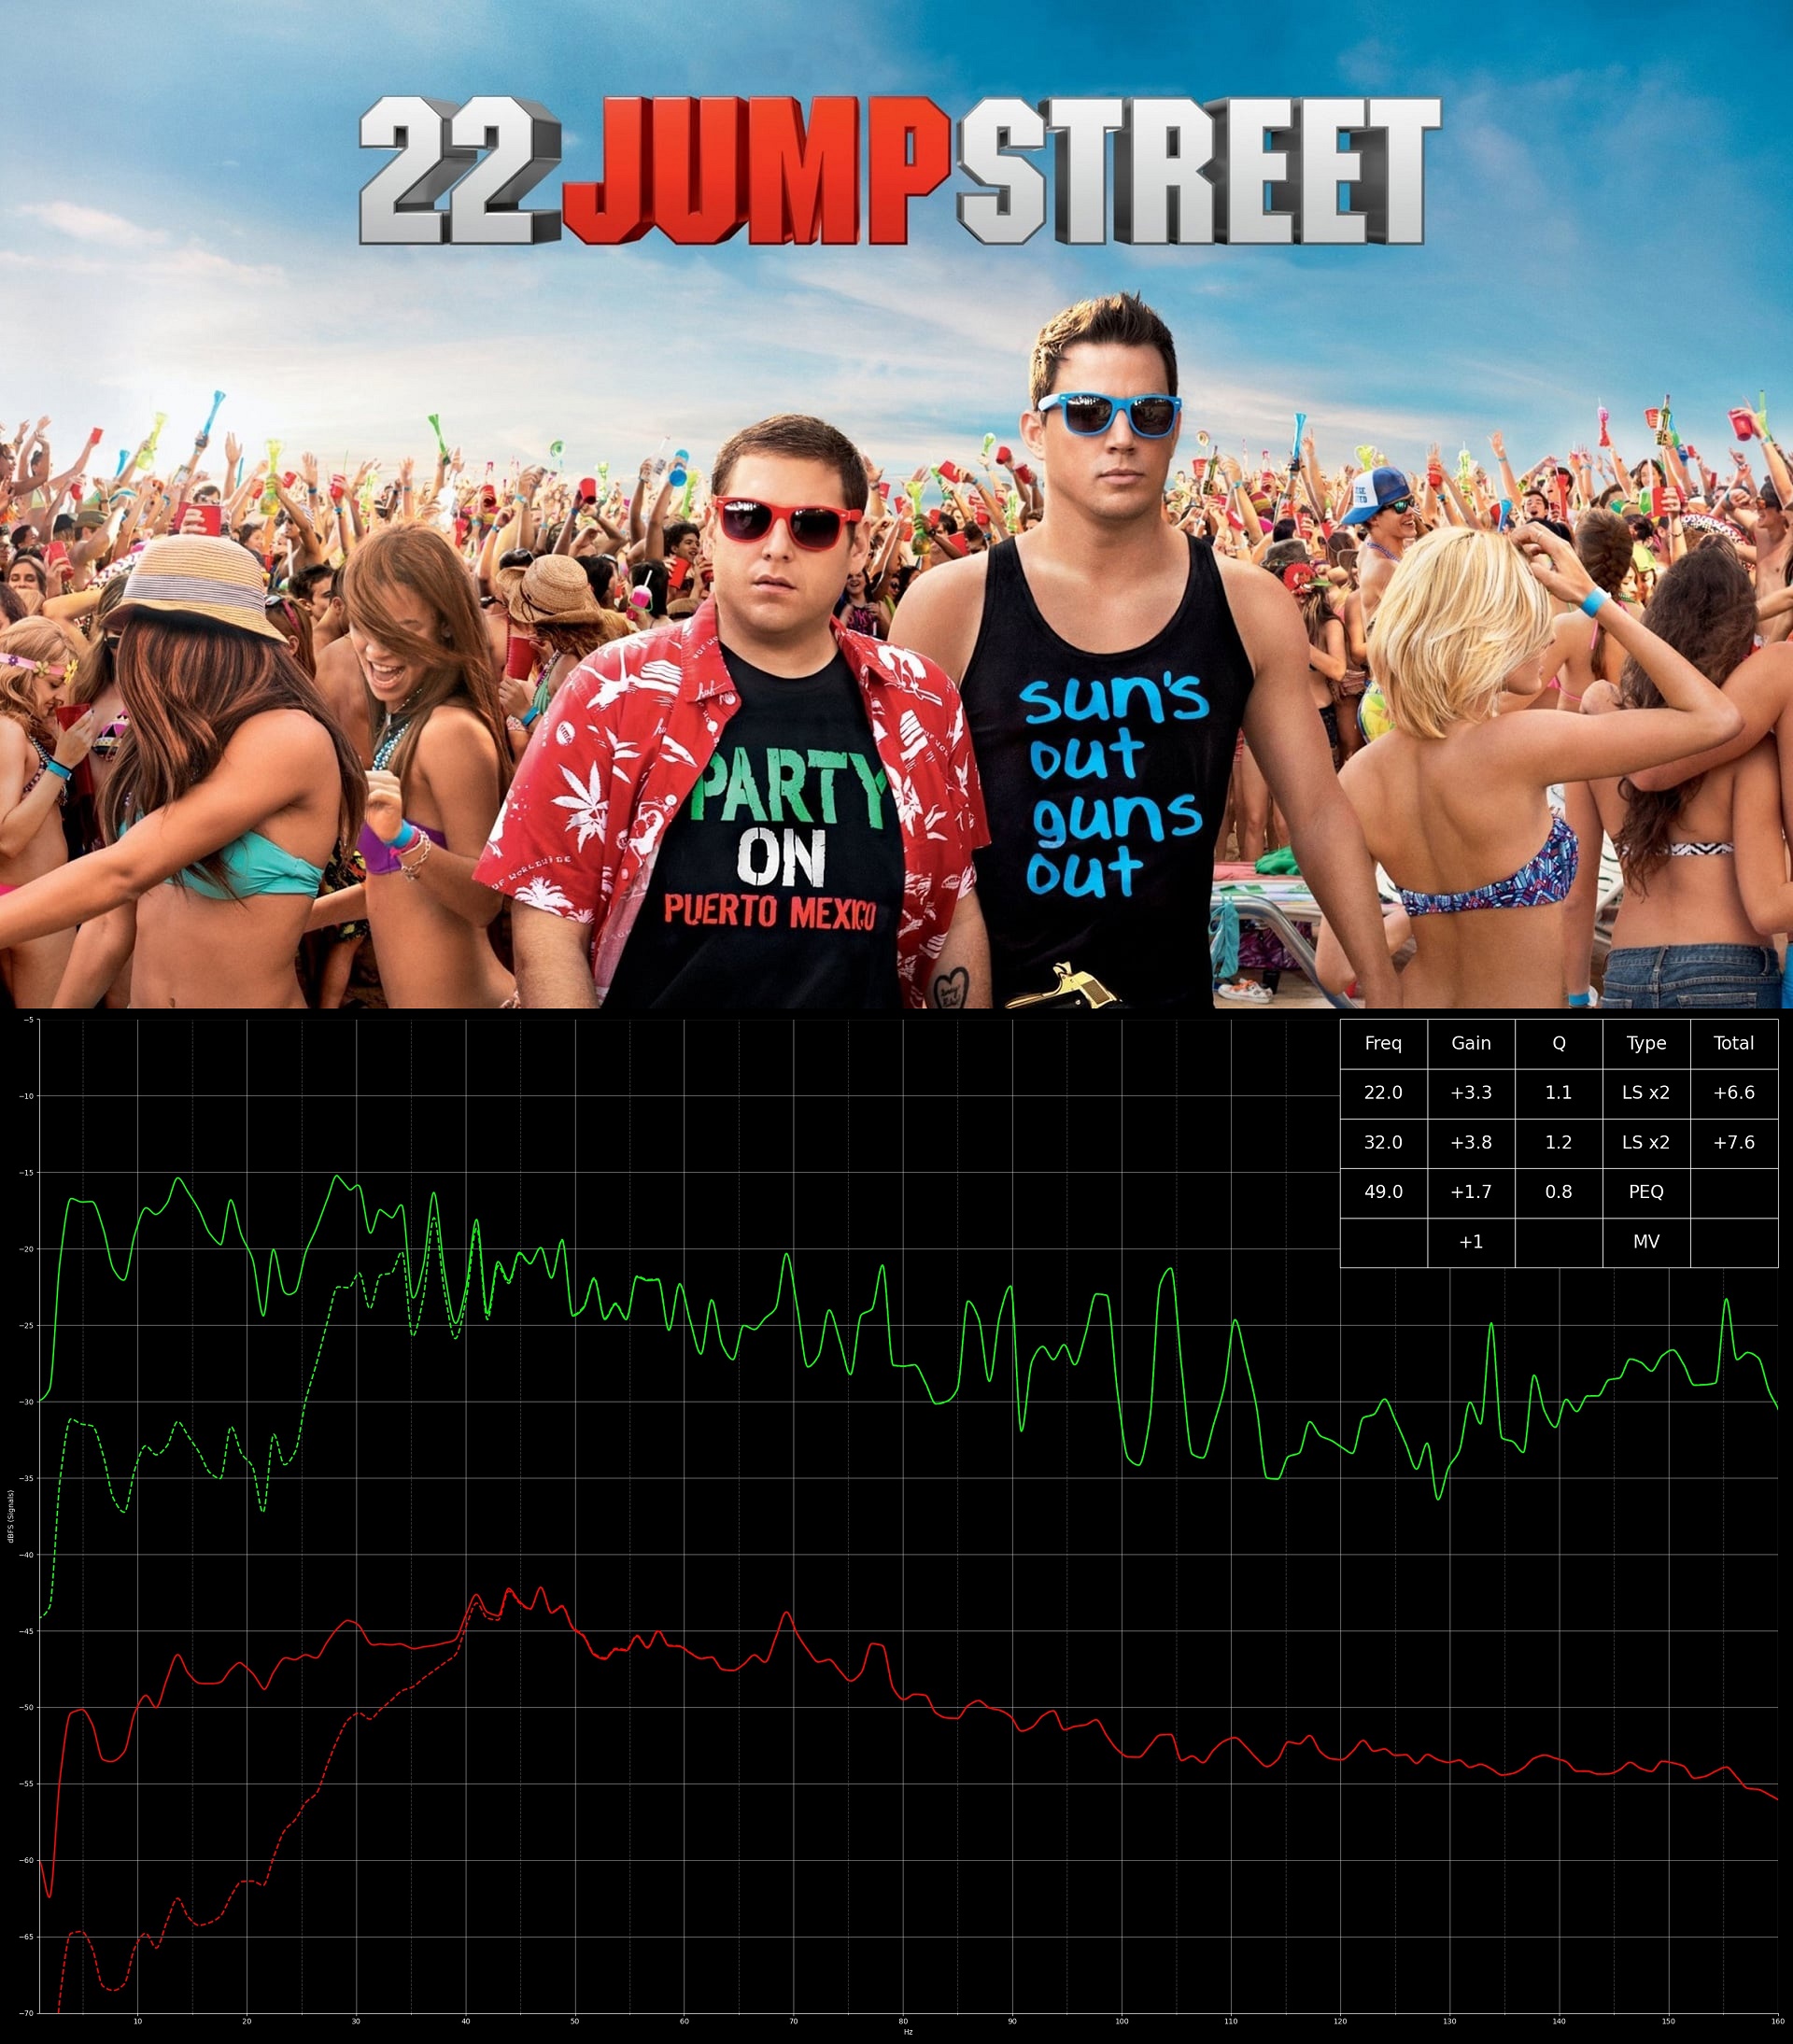 22 JUMP STREET
PARTY
ON
PUERTO MEXICO
sun's
out
guns
out
Freq Gain Q Type Total
22.0 +3.3 1.1 LS x2 +6.6
32.0 +3.8 1.2 LS x2 +7.6
49.0 +1.7 0.8 PEQ
+1 MV
−5
−10
−15
−20
−25
−30
−35
−40
−45
−50
−55
−60
−65
−70
dBFS (Signals)
10 20 30 40 50 60 70 80 90 100 110 120 130 140 150 160
Hz